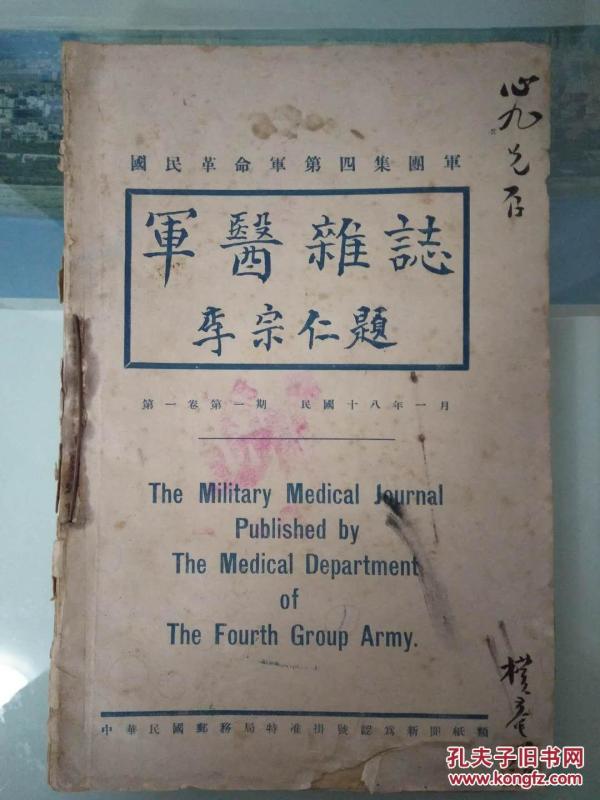 國民革命軍第四集團軍
軍醫雜誌
李宗仁題
第一卷第一期 民國十八年一月
The Military Medical Journal
Published by
The Medical Department
of
The Fourth Group Army.
中華民國郵務局特准掛號認爲新聞紙類
孔夫子旧书网
www.kongfz.com